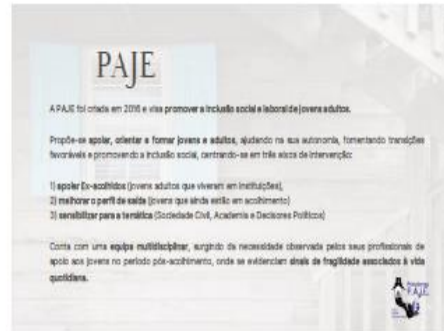 PAJE
A PAJE foi criada em 2016 e visa promover a inclusão social e laboral de jovens adultos.
Propõe-se apoiar, orientar e formar jovens e adultos, ajudando na sua autonomia, fomentando transições
favoráveis e promovendo a inclusão social, centrando-se em três eixos de intervenção:
1) apoiar Ex-acolhidos (jovens adultos que viveram em instituições),
2) melhorar o perfil de saída (jovens que ainda estão em acolhimento)
3) sensibilizar para a temática (Sociedade Civil, Academia e Decisores Políticos)
Conta com uma equipa multidisciplinar, surgindo da necessidade observada pelos seus profissionais de
apoio aos jovens no período pós-acolhimento, onde se evidenciam sinais de fragilidade associados à vida
quotidiana.
PAJE